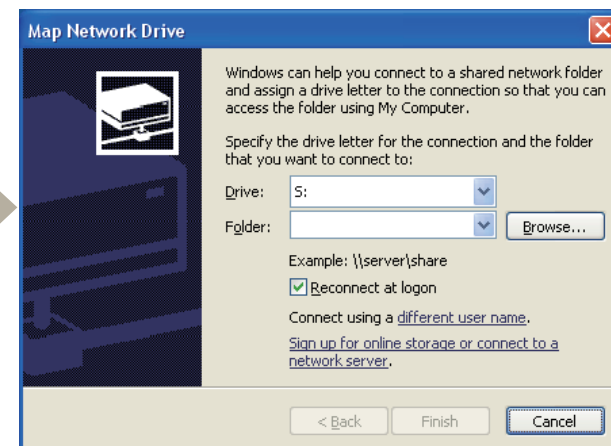 Map Network Drive
Windows can help you connect to a shared network folder
and assign a drive letter to the connection so that you can
access the folder using My Computer.
Specify the drive letter for the connection and the folder
that you want to connect to:
Drive: S:
Folder: Browse...
Example: \\server\share
Reconnect at logon
Connect using a different user name.
Sign up for online storage or connect to a
network server.
< Back Finish Cancel